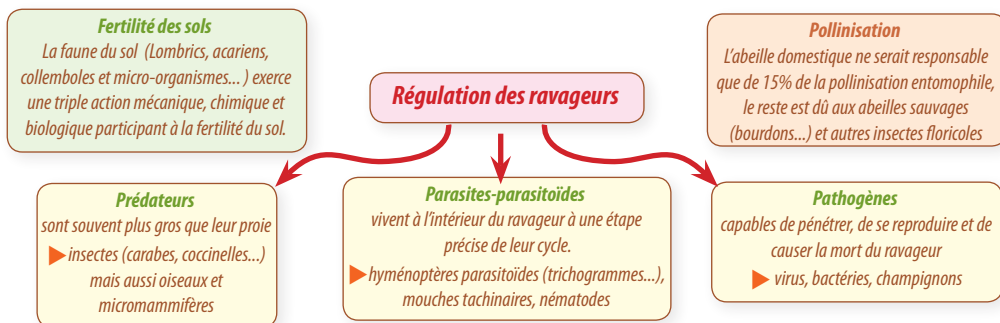 Fertilité des sols
La faune du sol (Lombrics, acariens,
collemboles et micro-organismes... ) exerce
une triple action mécanique, chimique et
biologique participant à la fertilité du sol.
Régulation des ravageurs
Pollinisation
L'abeille domestique ne serait responsable
que de 15% de la pollinisation entomophile,
le reste est dû aux abeilles sauvages
(bourdons...) et autres insectes floricoles
Prédateurs
sont souvent plus gros que leur proie
insectes (carabes, coccinelles...)
mais aussi oiseaux et
micromammifères
Parasites-parasitoïdes
vivent à l'intérieur du ravageur à une étape
précise de leur cycle.
hyménoptères parasitoïdes (trichogrammes...),
mouches tachinaires, nématodes
Pathogènes
capables de pénétrer, de se reproduire et de
causer la mort du ravageur
virus, bactéries, champignons